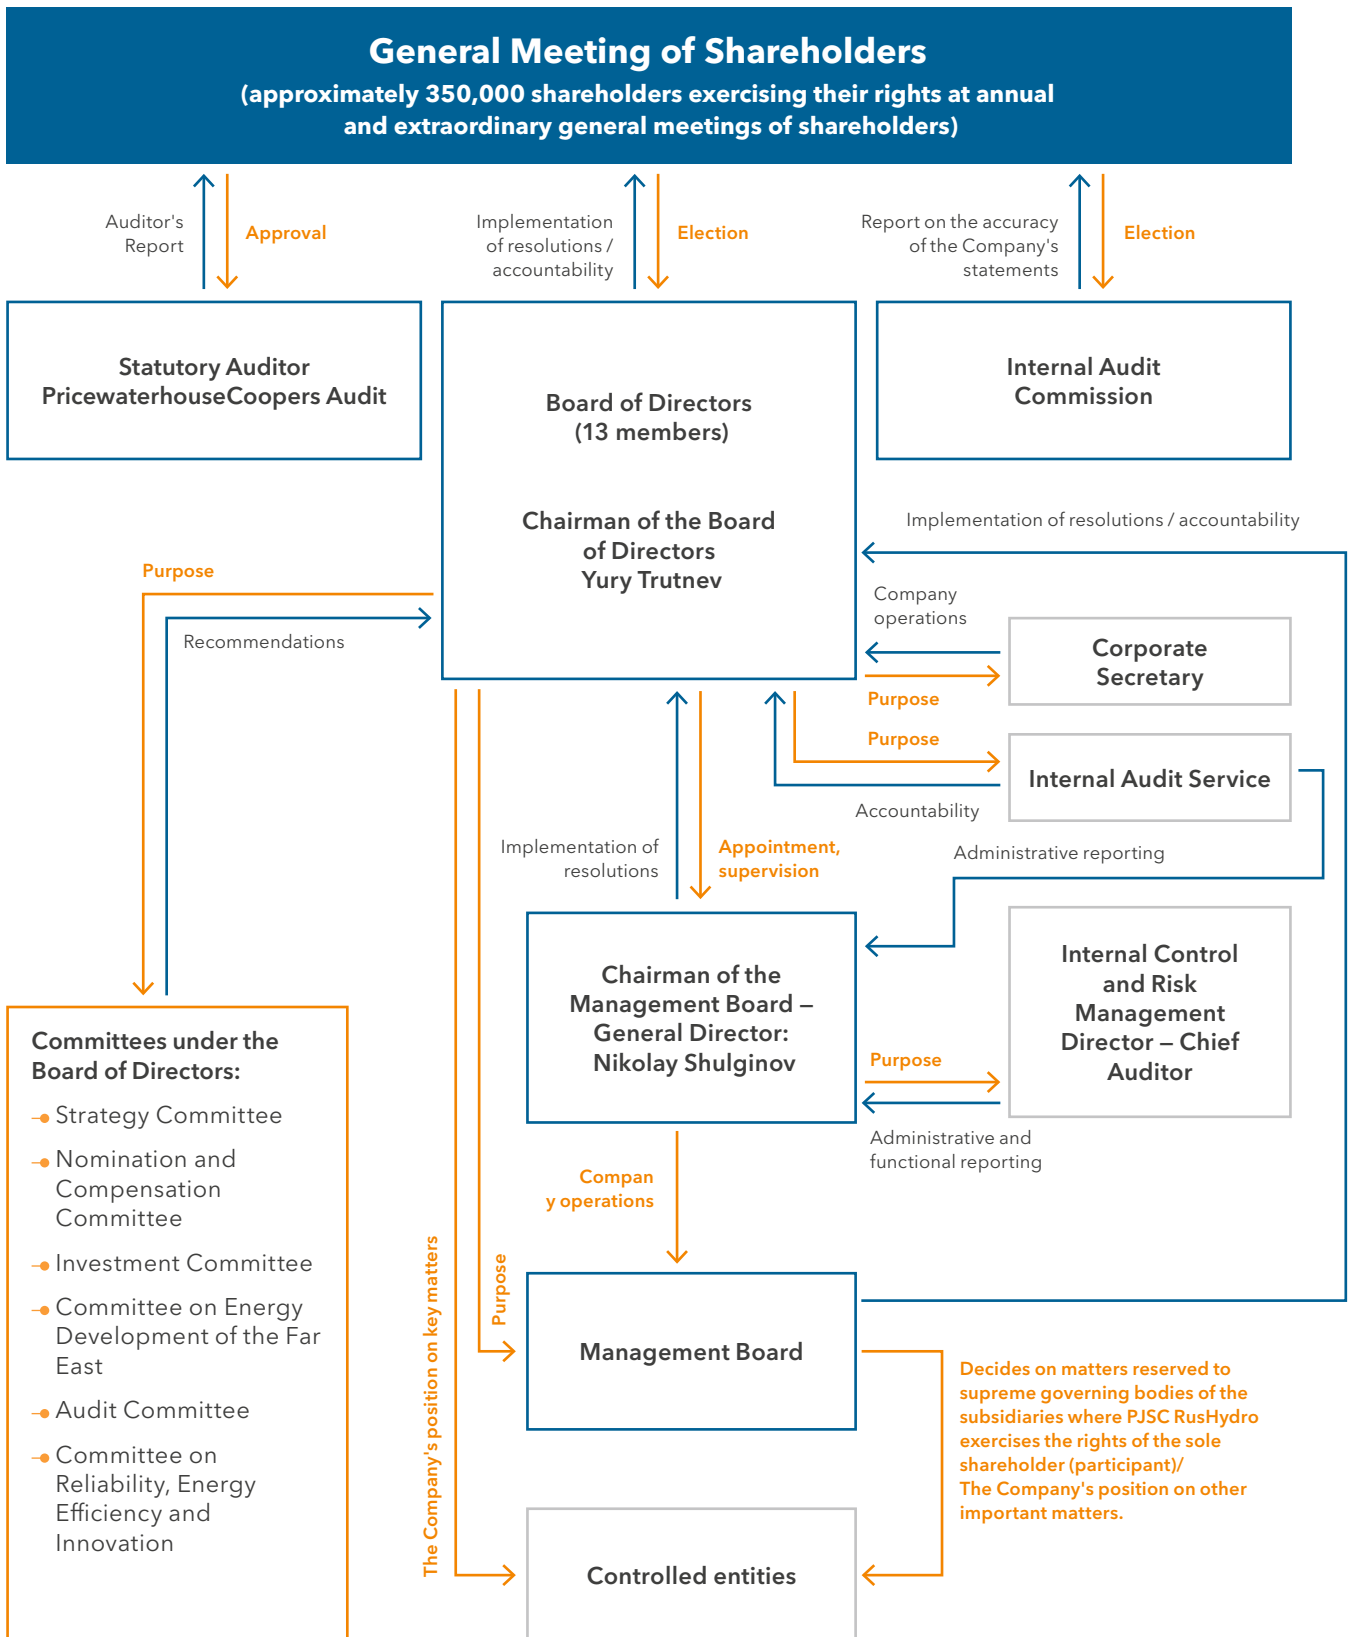 General Meeting of Shareholders
(approximately 350,000 shareholders exercising their rights at annual
and extraordinary general meetings of shareholders)
Auditor's
Report
Approval
Implementation
of resolutions /
accountability
Election
Report on the accuracy
of the Company's
statements
Election
Statutory Auditor
PricewaterhouseCoopers Audit
Board of Directors
(13 members)
Chairman of the Board
of Directors
Yury Trutnev
Internal Audit
Commission
Implementation of resolutions / accountability
Purpose
Recommendations
Company
operations
Corporate
Secretary
Purpose
Purpose
Internal Audit Service
Accountability
Implementation of
resolutions
Appointment,
supervision
Administrative reporting
Chairman of the
Management Board –
General Director:
Nikolay Shulginov
Internal Control
and Risk
Management
Director – Chief
Auditor
Purpose
Administrative and
functional reporting
Committees under the
Board of Directors:
Strategy Committee
Nomination and
Compensation
Committee
Investment Committee
Committee on Energy
Development of the Far
East
Audit Committee
Committee on
Reliability, Energy
Efficiency and
Innovation
Compan
y operations
The Company's position on key matters
Purpose
Management Board
Decides on matters reserved to
supreme governing bodies of the
subsidiaries where PJSC RusHydro
exercises the rights of the sole
shareholder (participant)/
The Company's position on other
important matters.
Controlled entities